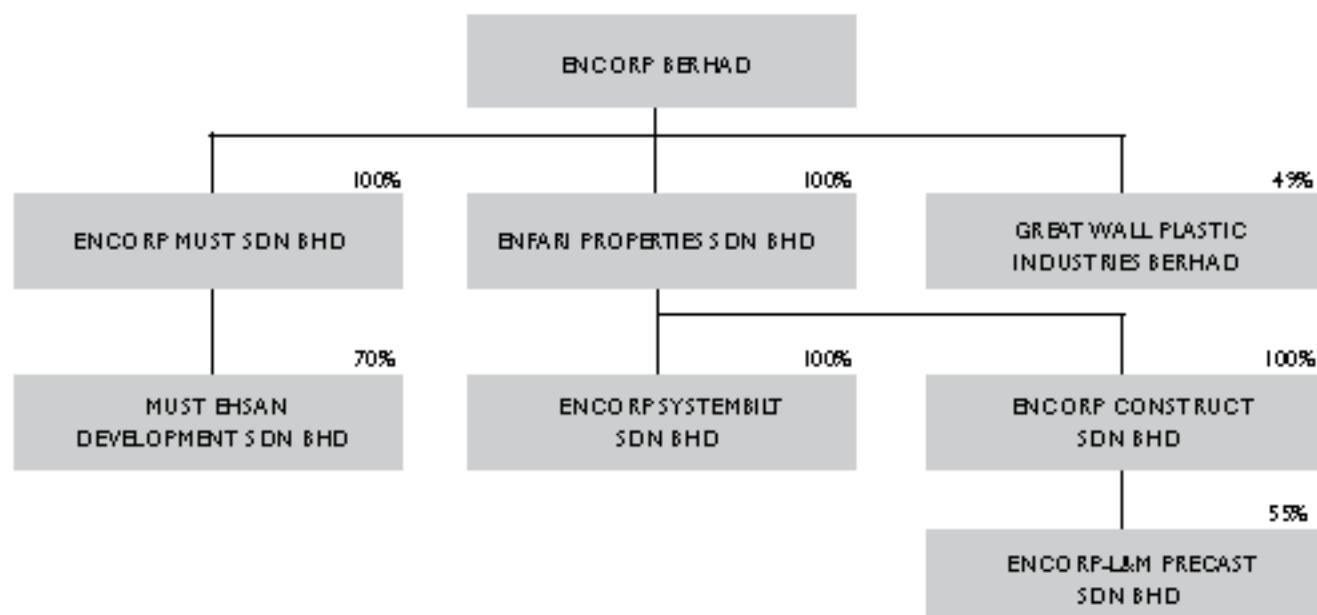 ENCORP BERHAD
100%
100%
49%
ENCORP MUST SDN BHD
ENFARI PROPERTIES SDN BHD
GREAT WALL PLASTIC
INDUSTRIES BERHAD
70%
100%
100%
MUST EHSAN
DEVELOPMENT SDN BHD
ENCORP SYSTEMBILT
SDN BHD
ENCORP CONSTRUCT
SDN BHD
55%
ENCORP-L&M PRECAST
SDN BHD